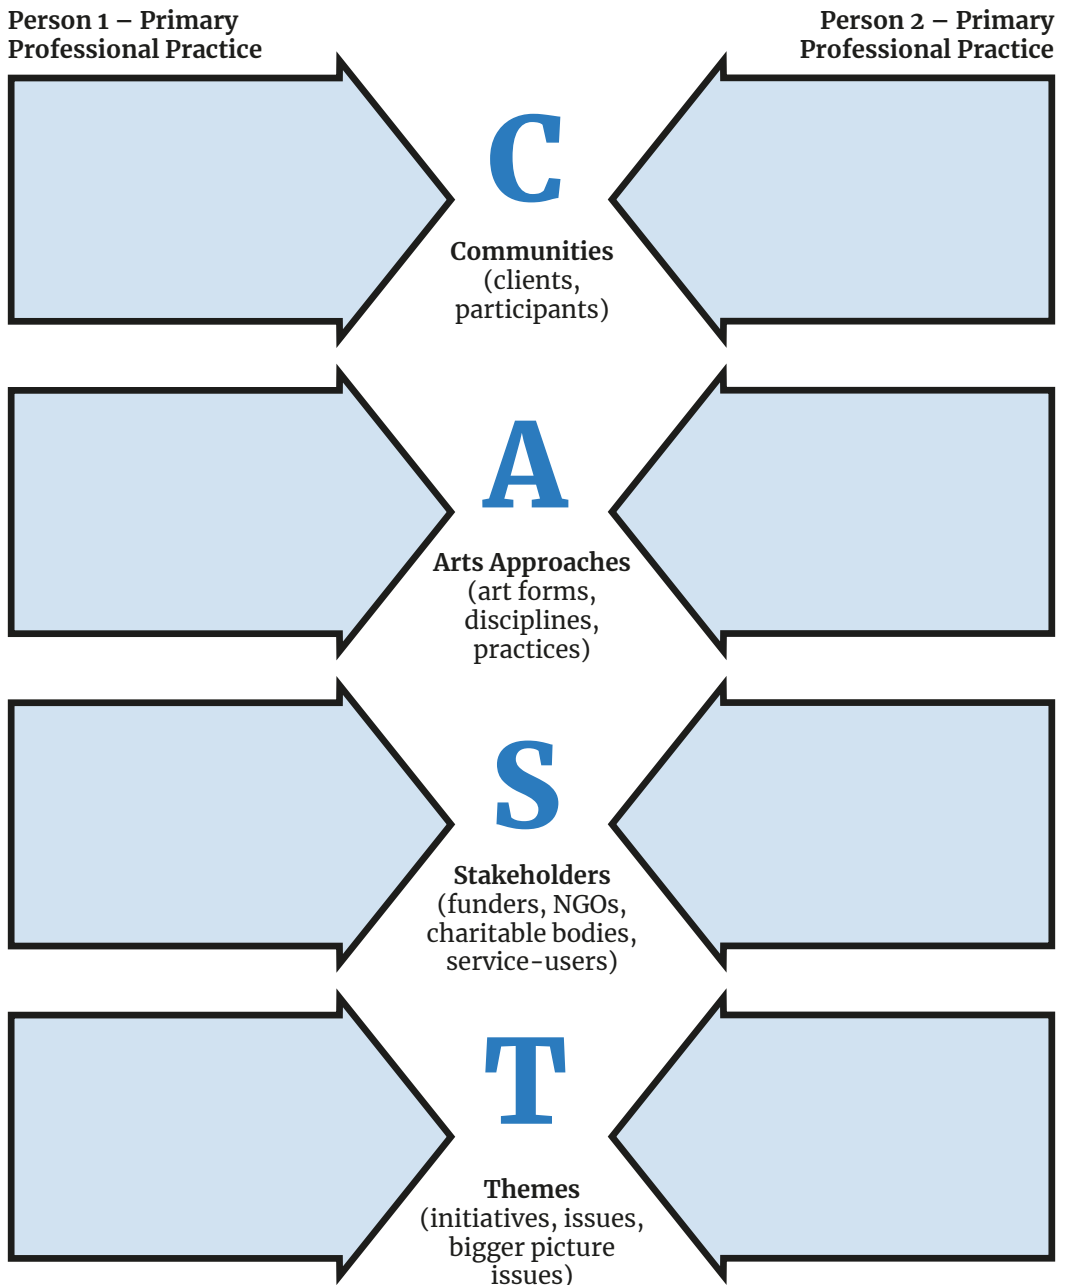 Person 1 – Primary
Professional Practice
Person 2 – Primary
Professional Practice
C
Communities
(clients,
participants)
A
Arts Approaches
(art forms,
disciplines,
practices)
S
Stakeholders
(funders, NGOs,
charitable bodies,
service-users)
T
Themes
(initiatives, issues,
bigger picture
issues)